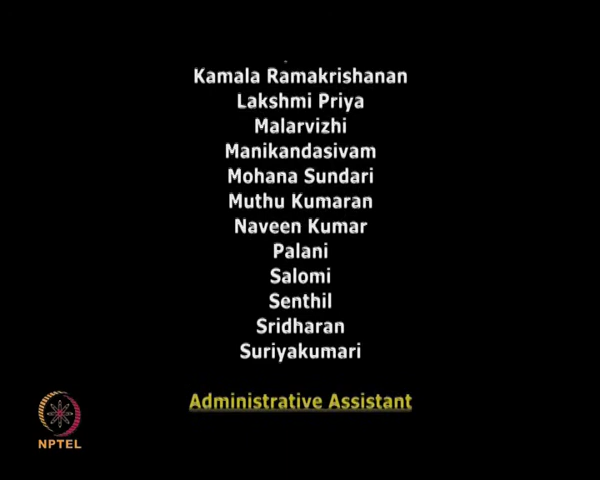 Kamala Ramakrishanan
Lakshmi Priya
Malarvizhi
Manikandasivam
Mohana Sundari
Muthu Kumaran
Naveen Kumar
Palani
Salomi
Senthil
Sridharan
Suriyakumari
Administrative Assistant
NPTEL